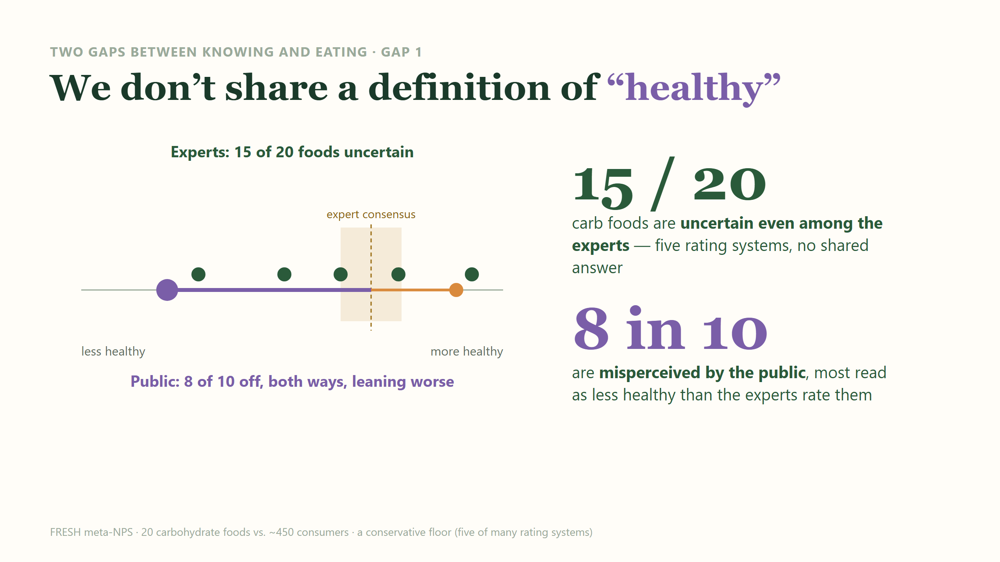 TWO GAPS BETWEEN KNOWING AND EATING · GAP 1
We don’t share a definition of “healthy”
Experts: 15 of 20 foods uncertain
expert consensus
less healthy
more healthy
Public: 8 of 10 off, both ways, leaning worse
15 / 20
carb foods are uncertain even among the
experts — five rating systems, no shared
answer
8 in 10
are misperceived by the public, most read
as less healthy than the experts rate them
FRESH meta-NPS · 20 carbohydrate foods vs. ~450 consumers · a conservative floor (five of many rating systems)